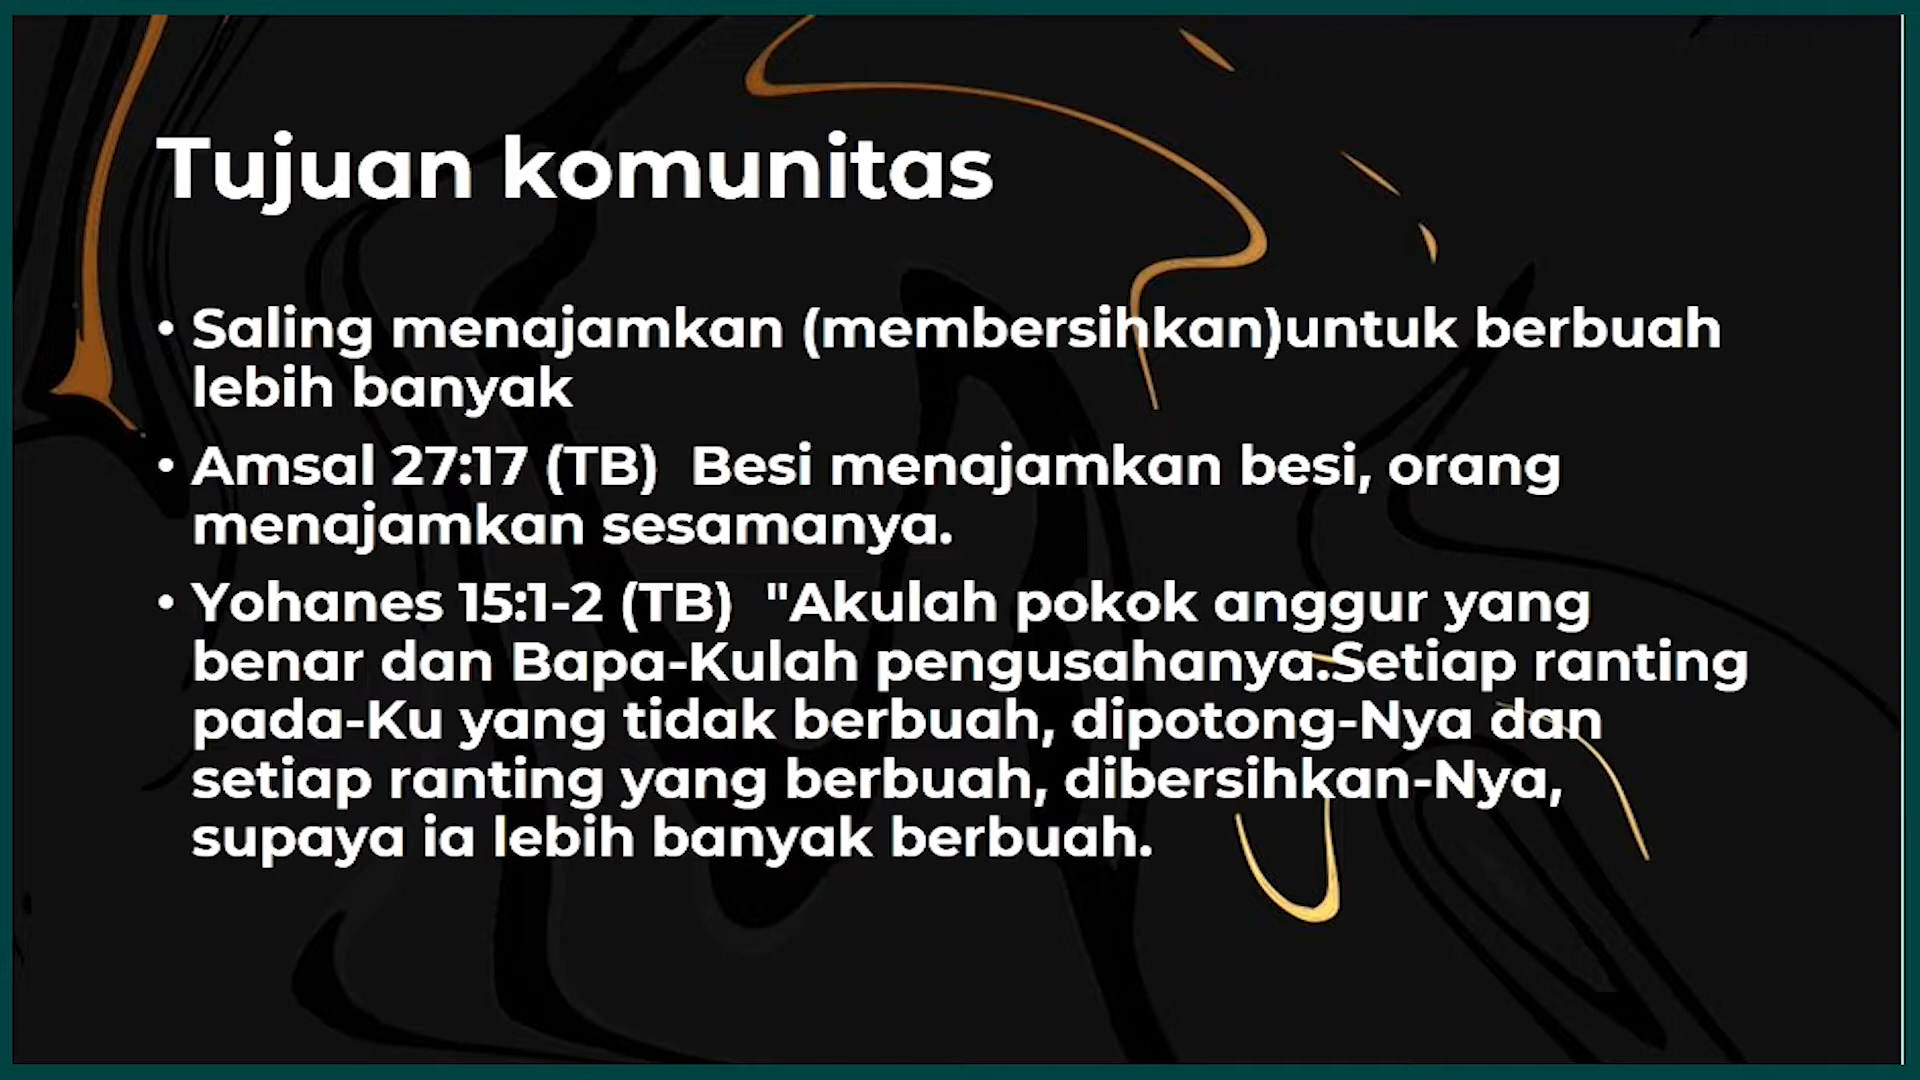 Tujuan komunitas
• Saling menajamkan (membersihkan)untuk berbuah
lebih banyak
• Amsal 27:17 (TB)  Besi menajamkan besi, orang
menajamkan sesamanya.
• Yohanes 15:1-2 (TB)  "Akulah pokok anggur yang
benar dan Bapa-Kulah pengusahanya.Setiap ranting
pada-Ku yang tidak berbuah, dipotong-Nya dan
setiap ranting yang berbuah, dibersihkan-Nya,
supaya ia lebih banyak berbuah.